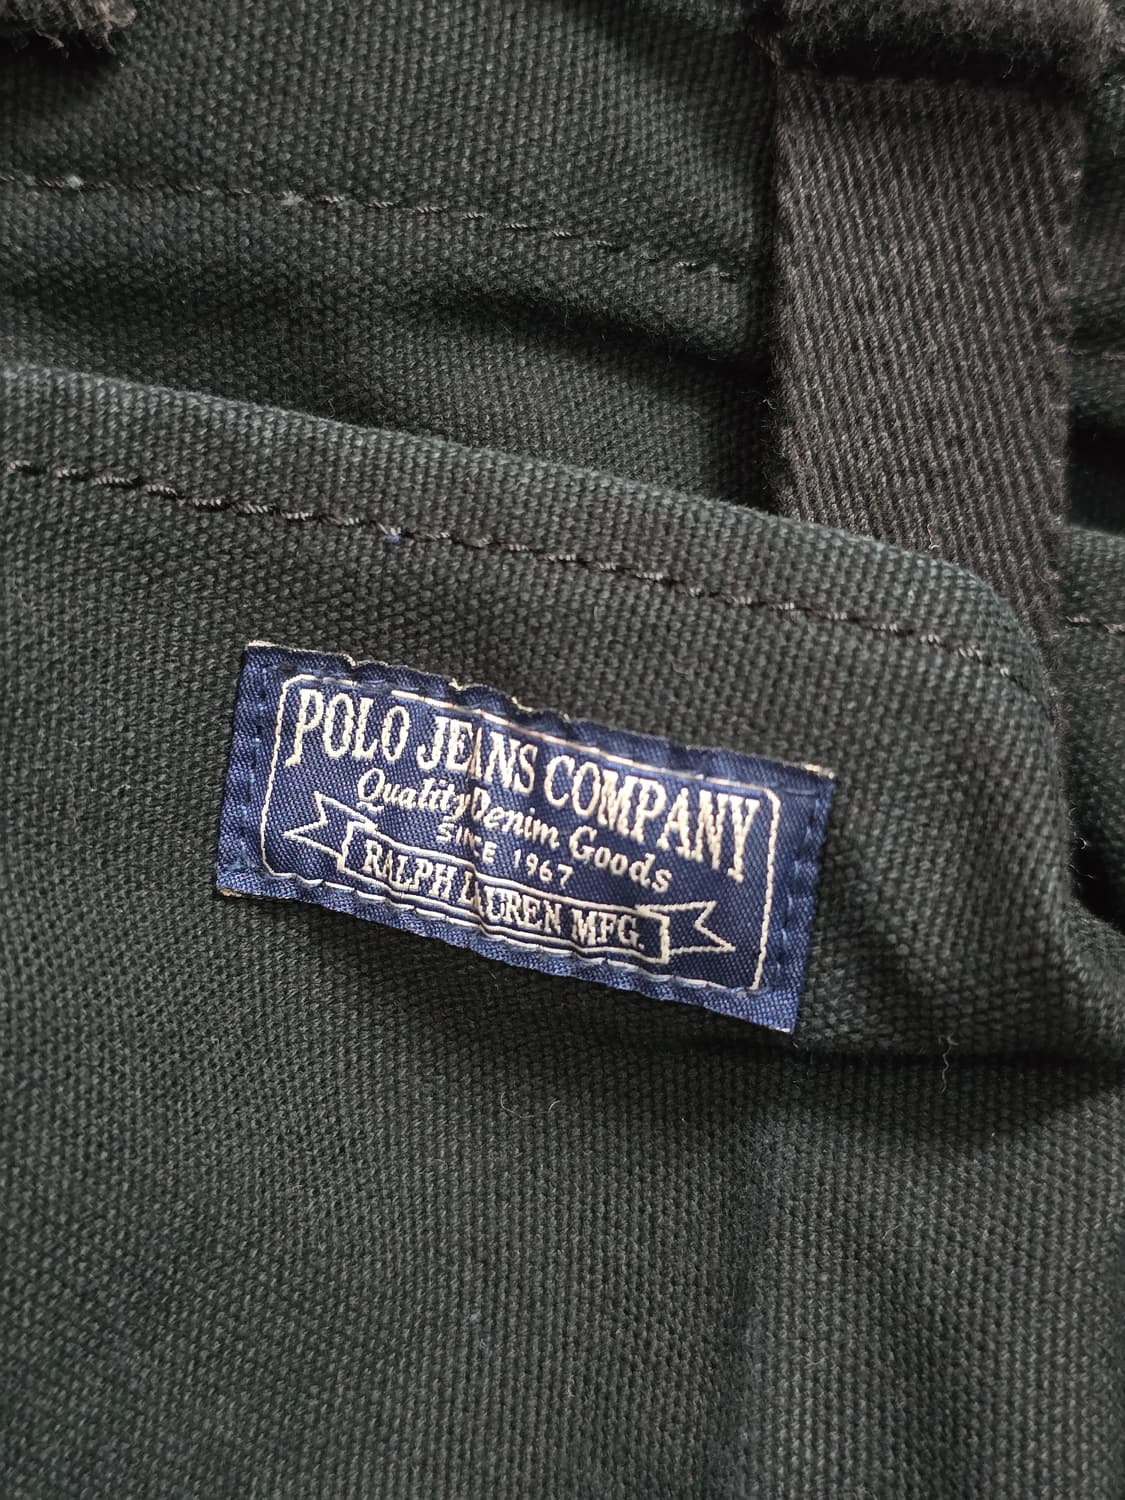 POLO JEANS COMPANY
Quality Denim Goods
SINCE 1967
RALPH LAUREN MFG.